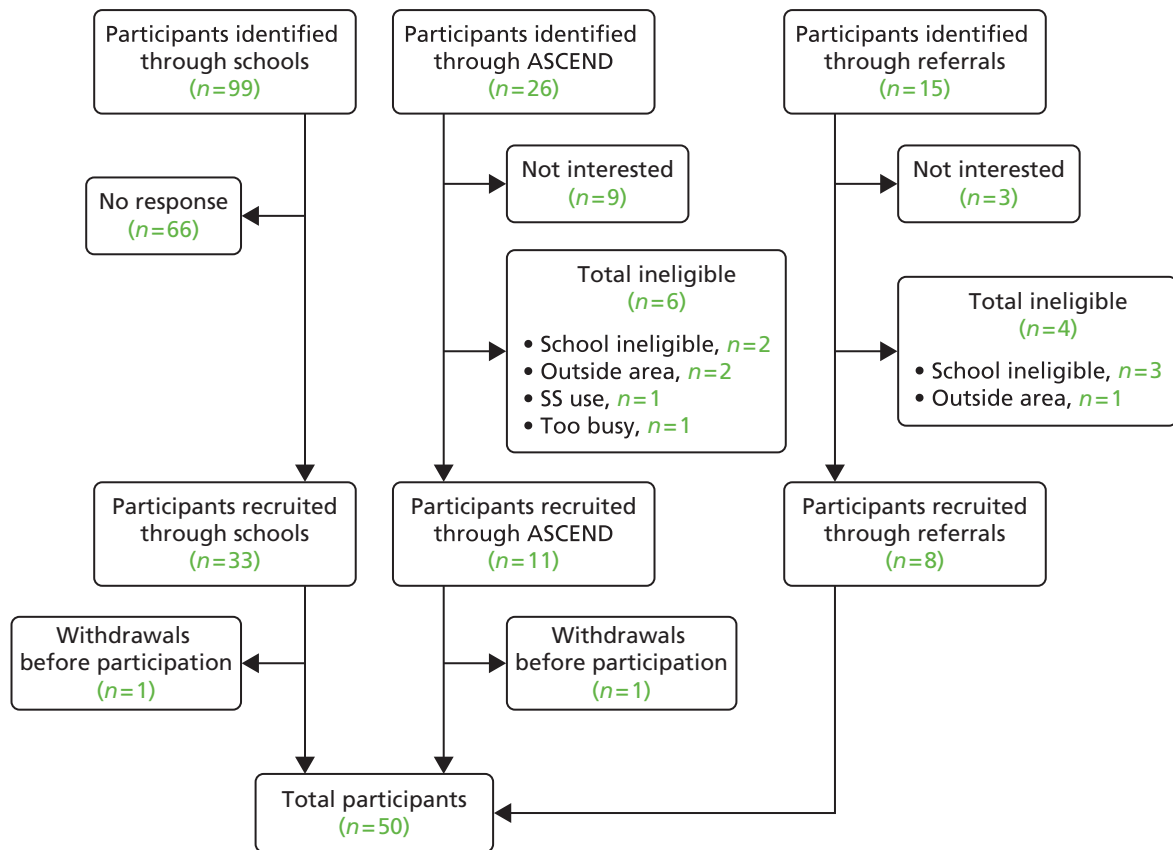 Participants identified
through schools
(n=99)
Participants identified
through ASCEND
(n=26)
Participants identified
through referrals
(n=15)
Not interested
(n=9)
Not interested
(n=3)
No response
(n=66)
Total ineligible
(n=6)
• School ineligible, n=2
• Outside area, n=2
• SS use, n=1
• Too busy, n=1
Total ineligible
(n=4)
• School ineligible, n=3
• Outside area, n=1
Participants recruited
through schools
(n=33)
Participants recruited
through ASCEND
(n=11)
Participants recruited
through referrals
(n=8)
Withdrawals
before participation
(n=1)
Withdrawals
before participation
(n=1)
Total participants
(n=50)